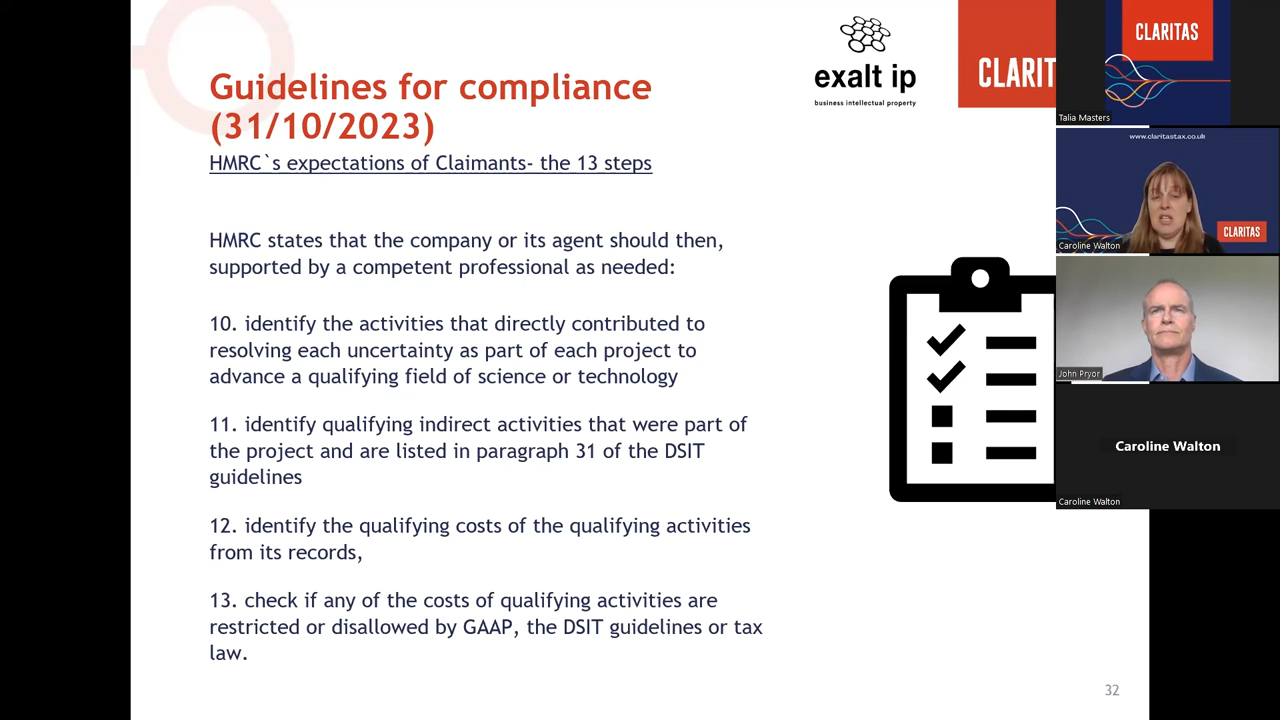 Guidelines for compliance
(31/10/2023)
HMRC`s expectations of Claimants- the 13 steps
HMRC states that the company or its agent should then,
supported by a competent professional as needed:
10. identify the activities that directly contributed to
resolving each uncertainty as part of each project to
advance a qualifying field of science or technology
11. identify qualifying indirect activities that were part of
the project and are listed in paragraph 31 of the DSIT
guidelines
12. identify the qualifying costs of the qualifying activities
from its records,
13. check if any of the costs of qualifying activities are
restricted or disallowed by GAAP, the DSIT guidelines or tax
law.
32
exalt ip
business intellectual property
CLARIT
CLARITAS
Talia Masters
www.claritastax.co.uk
CLARITAS
Caroline Walton
John Pryor
Caroline Walton
Caroline Walton